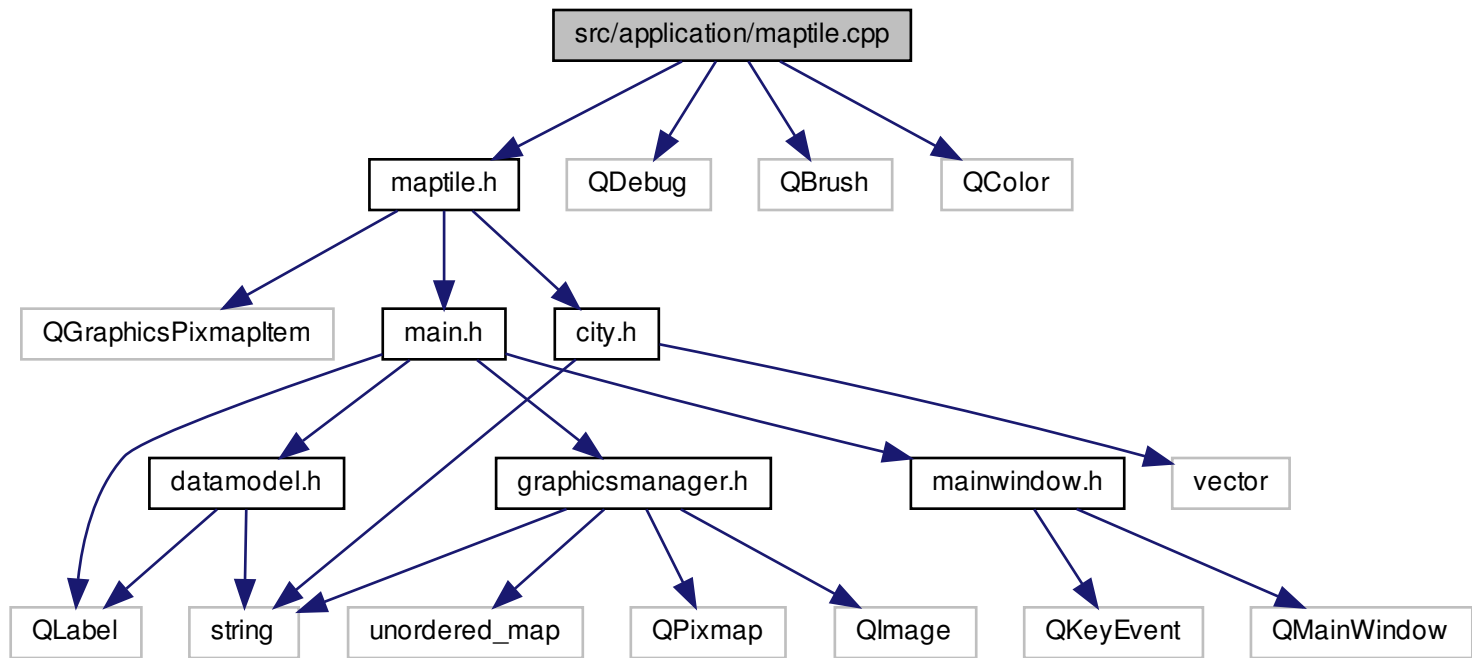 src/application/maptile.cpp
maptile.h
QDebug
QBrush
QColor
QGraphicsPixmapItem
main.h
city.h
datamodel.h
graphicsmanager.h
mainwindow.h
vector
QLabel
string
unordered_map
QPixmap
QImage
QKeyEvent
QMainWindow